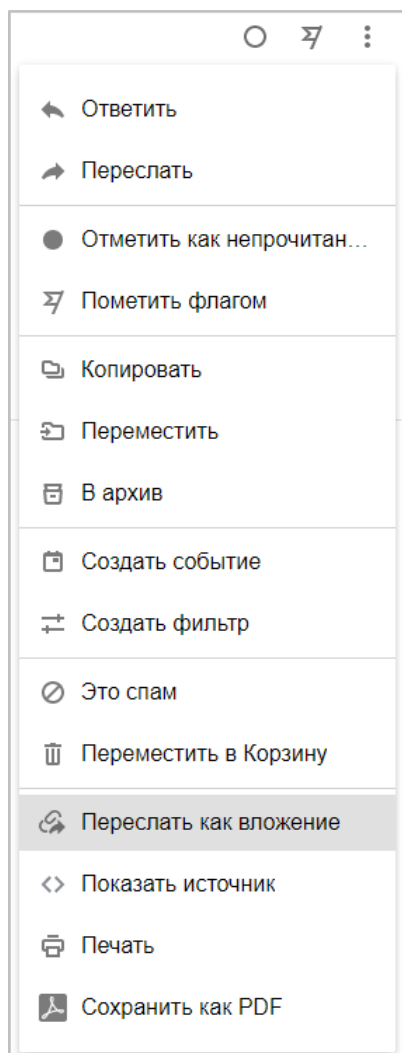 Ответить
Переслать
Отметить как непрочитан...
Пометить флагом
Копировать
Переместить
В архив
Создать событие
Создать фильтр
Это спам
Переместить в Корзину
Переслать как вложение
Показать источник
Печать
Сохранить как PDF